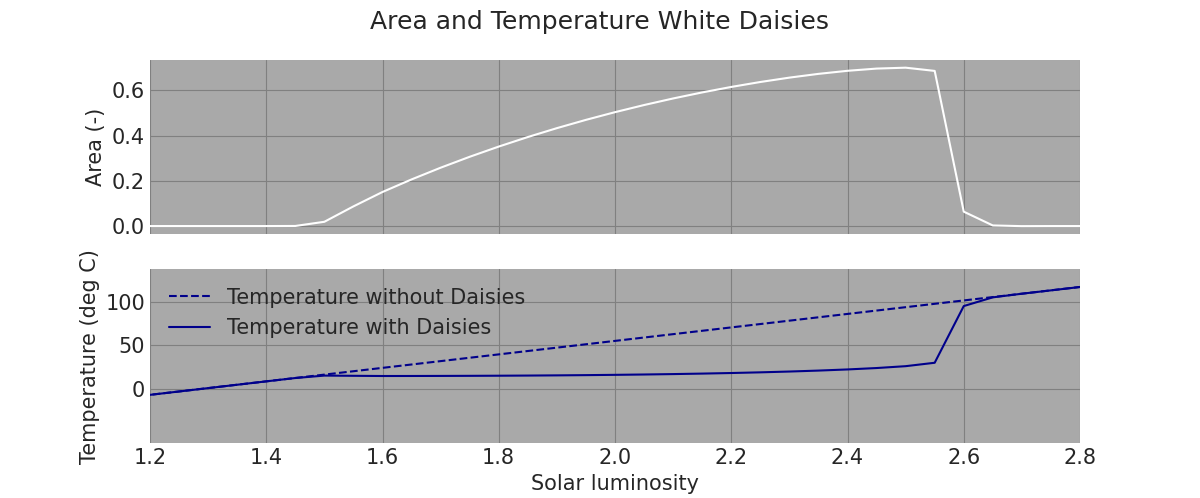 Area and Temperature White Daisies
Area (-)
0.6
0.4
0.2
0.0
Temperature (deg C)
100
50
0
Temperature without Daisies
Temperature with Daisies
1.2 1.4 1.6 1.8 2.0 2.2 2.4 2.6 2.8
Solar luminosity